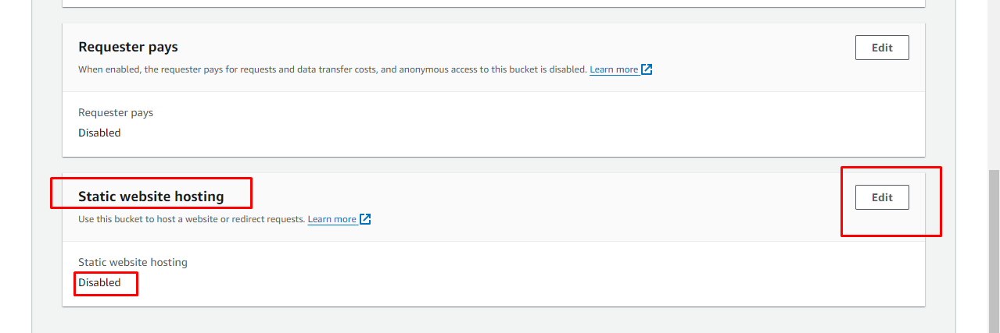 Requester pays
Edit
When enabled, the requester pays for requests and data transfer costs, and anonymous access to this bucket is disabled. Learn more
Requester pays
Disabled
Static website hosting
Edit
Use this bucket to host a website or redirect requests. Learn more
Static website hosting
Disabled